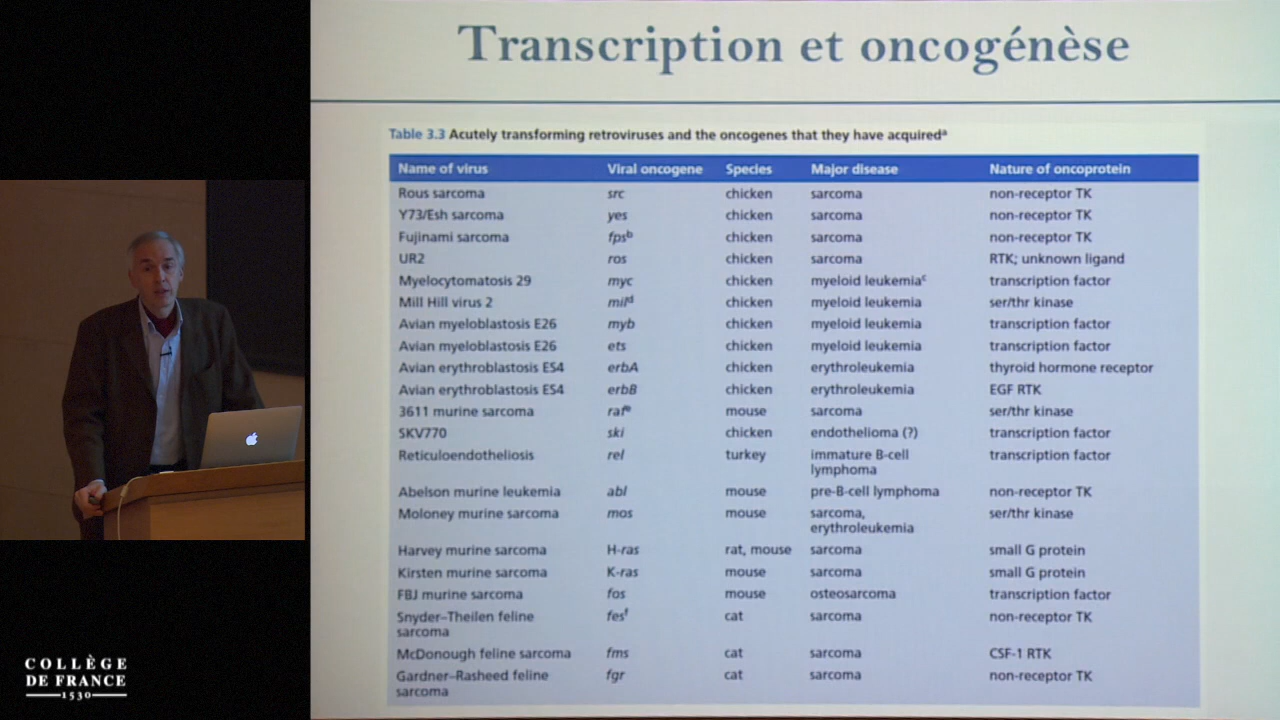 Transcription et oncogénèse
Table 3.3 Acutely transforming retroviruses and the oncogenes that they have acquiredª
Name of virus Viral oncogene Species Major disease Nature of oncoprotein
Rous sarcoma src chicken sarcoma non-receptor TK
Y73/Esh sarcoma yes chicken sarcoma non-receptor TK
Fujinami sarcoma fpsᵇ chicken sarcoma non-receptor TK
UR2 ros chicken sarcoma RTK; unknown ligand
Myelocytomatosis 29 myc chicken myeloid leukemiaᶜ transcription factor
Mill Hill virus 2 milᵈ chicken myeloid leukemia ser/thr kinase
Avian myeloblastosis E26 myb chicken myeloid leukemia transcription factor
Avian myeloblastosis E26 ets chicken myeloid leukemia transcription factor
Avian erythroblastosis ES4 erbA chicken erythroleukemia thyroid hormone receptor
Avian erythroblastosis ES4 erbB chicken erythroleukemia EGF RTK
3611 murine sarcoma rafᵉ mouse sarcoma ser/thr kinase
SKV770 ski chicken endothelioma (?) transcription factor
Reticuloendotheliosis rel turkey immature B-cell transcription factor
lymphoma
Abelson murine leukemia abl mouse pre-B-cell lymphoma non-receptor TK
Moloney murine sarcoma mos mouse sarcoma, ser/thr kinase
erythroleukemia
Harvey murine sarcoma H-ras rat, mouse sarcoma small G protein
Kirsten murine sarcoma K-ras mouse sarcoma small G protein
FBJ murine sarcoma fos mouse osteosarcoma transcription factor
Snyder–Theilen feline fesᶠ cat sarcoma non-receptor TK
sarcoma
McDonough feline sarcoma fms cat sarcoma CSF-1 RTK
Gardner–Rasheed feline fgr cat sarcoma non-receptor TK
sarcoma
COLLÈGE
DE FRANCE
1530